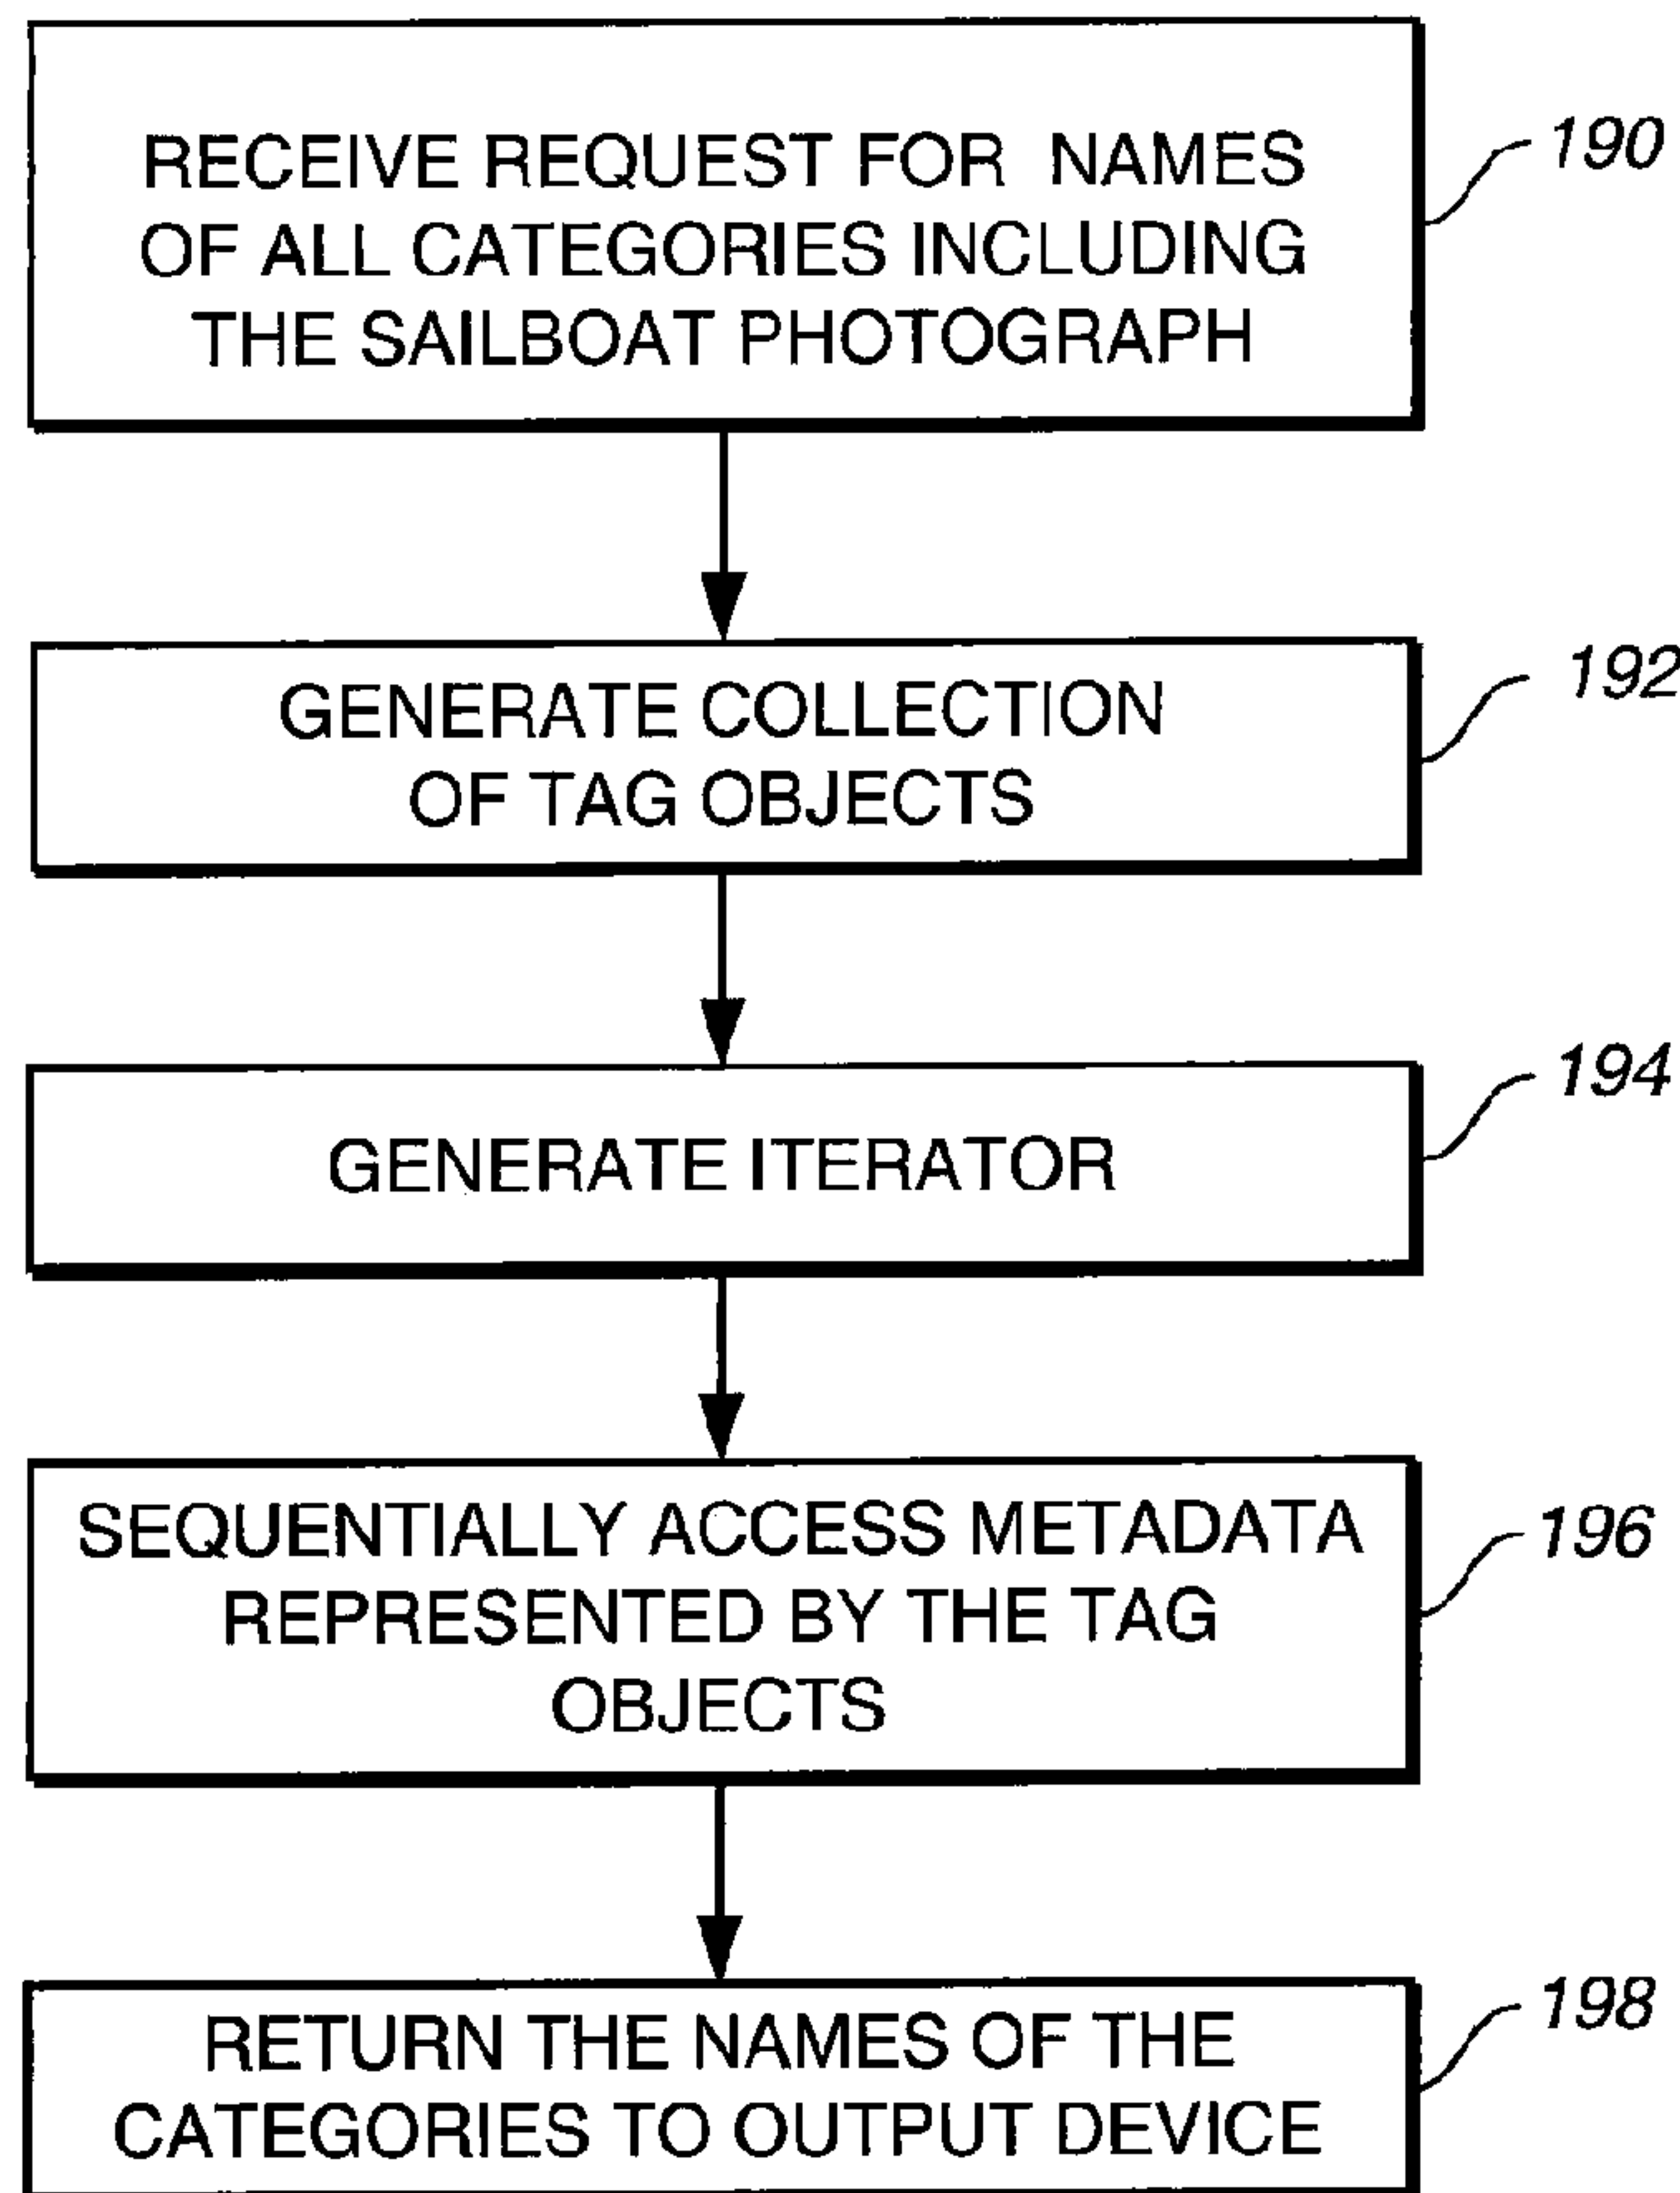 RECEIVE REQUEST FOR NAMES
OF ALL CATEGORIES INCLUDING
THE SAILBOAT PHOTOGRAPH
190
GENERATE COLLECTION
OF TAG OBJECTS
192
GENERATE ITERATOR
194
SEQUENTIALLY ACCESS METADATA
REPRESENTED BY THE TAG
OBJECTS
196
RETURN THE NAMES OF THE
CATEGORIES TO OUTPUT DEVICE
198